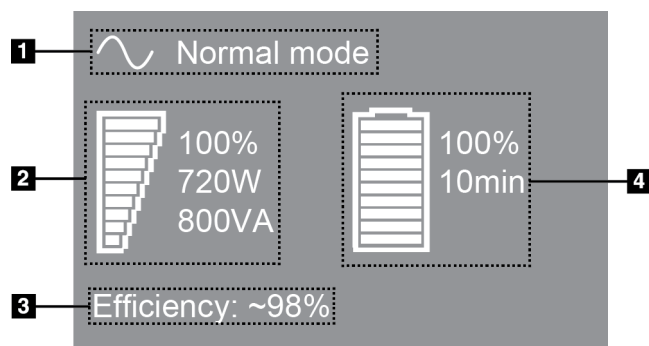 1
Normal mode
2
100%
720W
800VA
100%
10min
4
3
Efficiency: ~98%